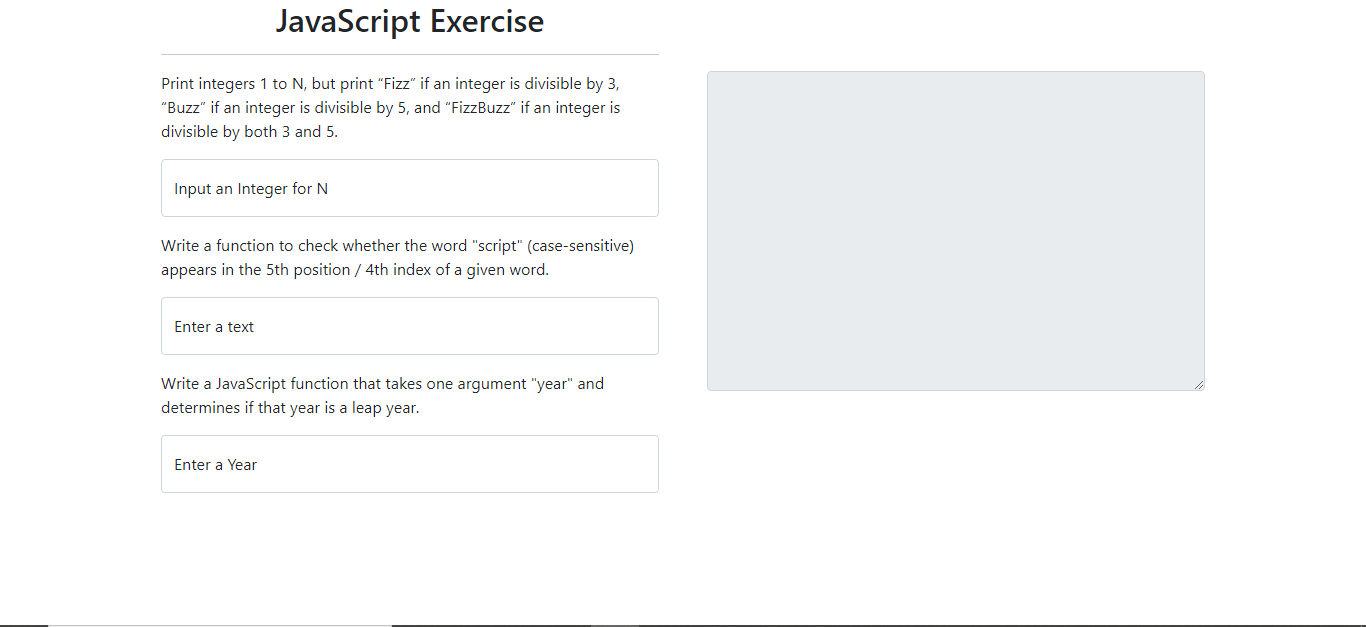 JavaScript Exercise
Print integers 1 to N, but print “Fizz” if an integer is divisible by 3,
“Buzz” if an integer is divisible by 5, and “FizzBuzz” if an integer is
divisible by both 3 and 5.
Input an Integer for N
Write a function to check whether the word "script" (case-sensitive)
appears in the 5th position / 4th index of a given word.
Enter a text
Write a JavaScript function that takes one argument "year" and
determines if that year is a leap year.
Enter a Year